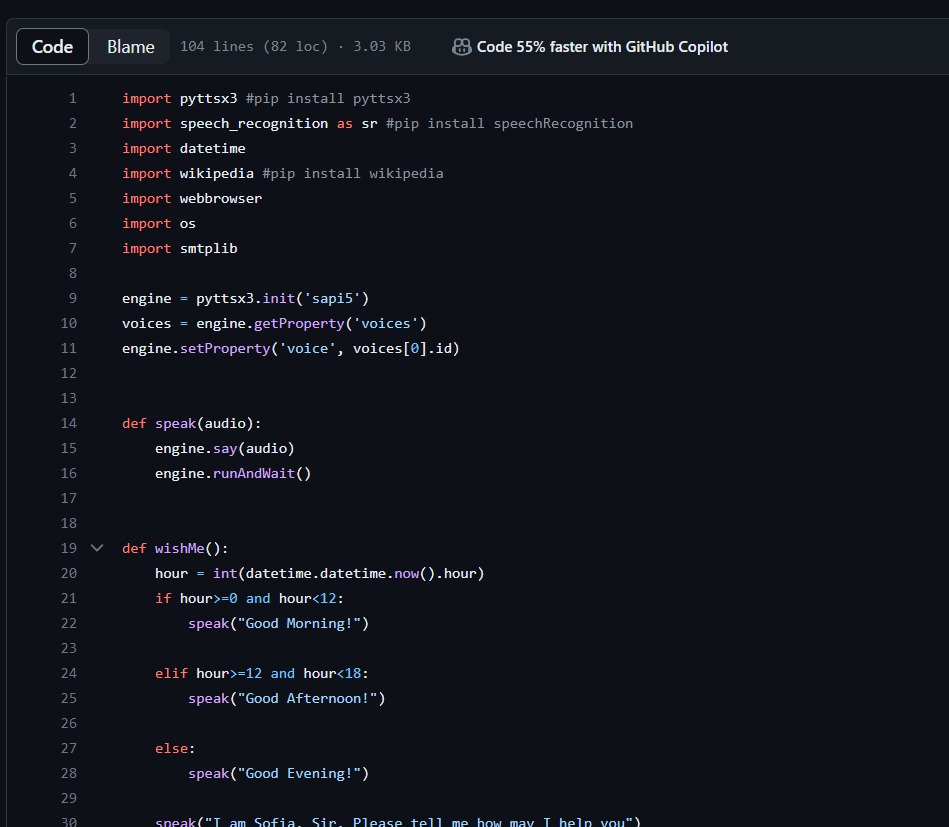 Code Blame 104 lines (82 loc) · 3.03 KB Code 55% faster with GitHub Copilot
1 import pyttsx3 #pip install pyttsx3
2 import speech_recognition as sr #pip install speechRecognition
3 import datetime
4 import wikipedia #pip install wikipedia
5 import webbrowser
6 import os
7 import smtplib
8
9 engine = pyttsx3.init('sapi5')
10 voices = engine.getProperty('voices')
11 engine.setProperty('voice', voices[0].id)
12
13
14 def speak(audio):
15     engine.say(audio)
16     engine.runAndWait()
17
18
19 def wishMe():
20     hour = int(datetime.datetime.now().hour)
21     if hour>=0 and hour<12:
22         speak("Good Morning!")
23
24     elif hour>=12 and hour<18:
25         speak("Good Afternoon!")
26
27     else:
28         speak("Good Evening!")
29
30     speak("I am Sofia. Sir. Please tell me how may I help you")